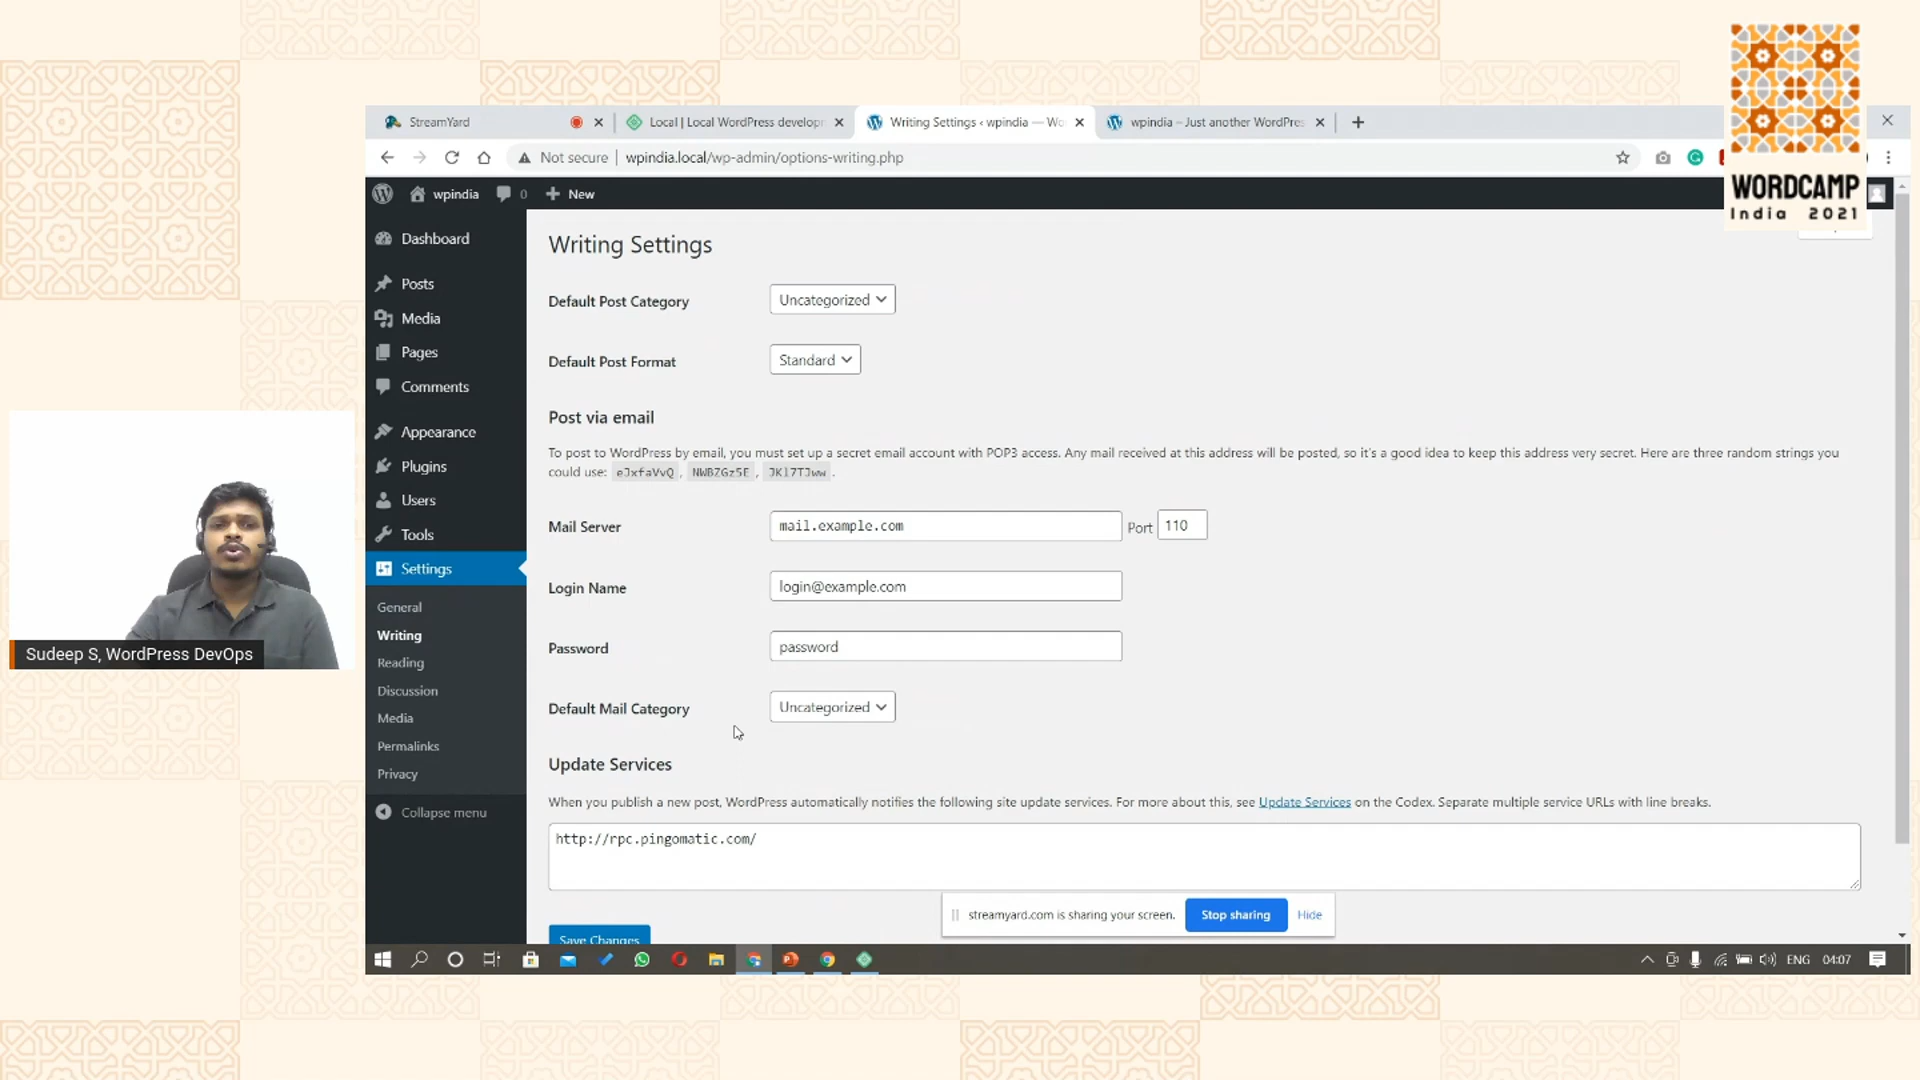 WORDCAMP
India 2021
StreamYard
Local | Local WordPress develop
Writing Settings ‹ wpindia — Wo
wpindia – Just another WordPres
Not secure | wpindia.local/wp-admin/options-writing.php
wpindia
0
New
Dashboard
Posts
Media
Pages
Comments
Appearance
Plugins
Users
Tools
Settings
General
Writing
Reading
Discussion
Media
Permalinks
Privacy
Collapse menu
Writing Settings
Default Post Category
Uncategorized
Default Post Format
Standard
Post via email
To post to WordPress by email, you must set up a secret email account with POP3 access. Any mail received at this address will be posted, so it's a good idea to keep this address very secret. Here are three random strings you
could use: eJxfaVvQ , NWBZGz5E , JKl7TJww .
Mail Server
mail.example.com
Port 110
Login Name
login@example.com
Password
password
Default Mail Category
Uncategorized
Update Services
When you publish a new post, WordPress automatically notifies the following site update services. For more about this, see Update Services on the Codex. Separate multiple service URLs with line breaks.
http://rpc.pingomatic.com/
Save Changes
streamyard.com is sharing your screen.
Stop sharing
Hide
ENG
04:07
Sudeep S, WordPress DevOps